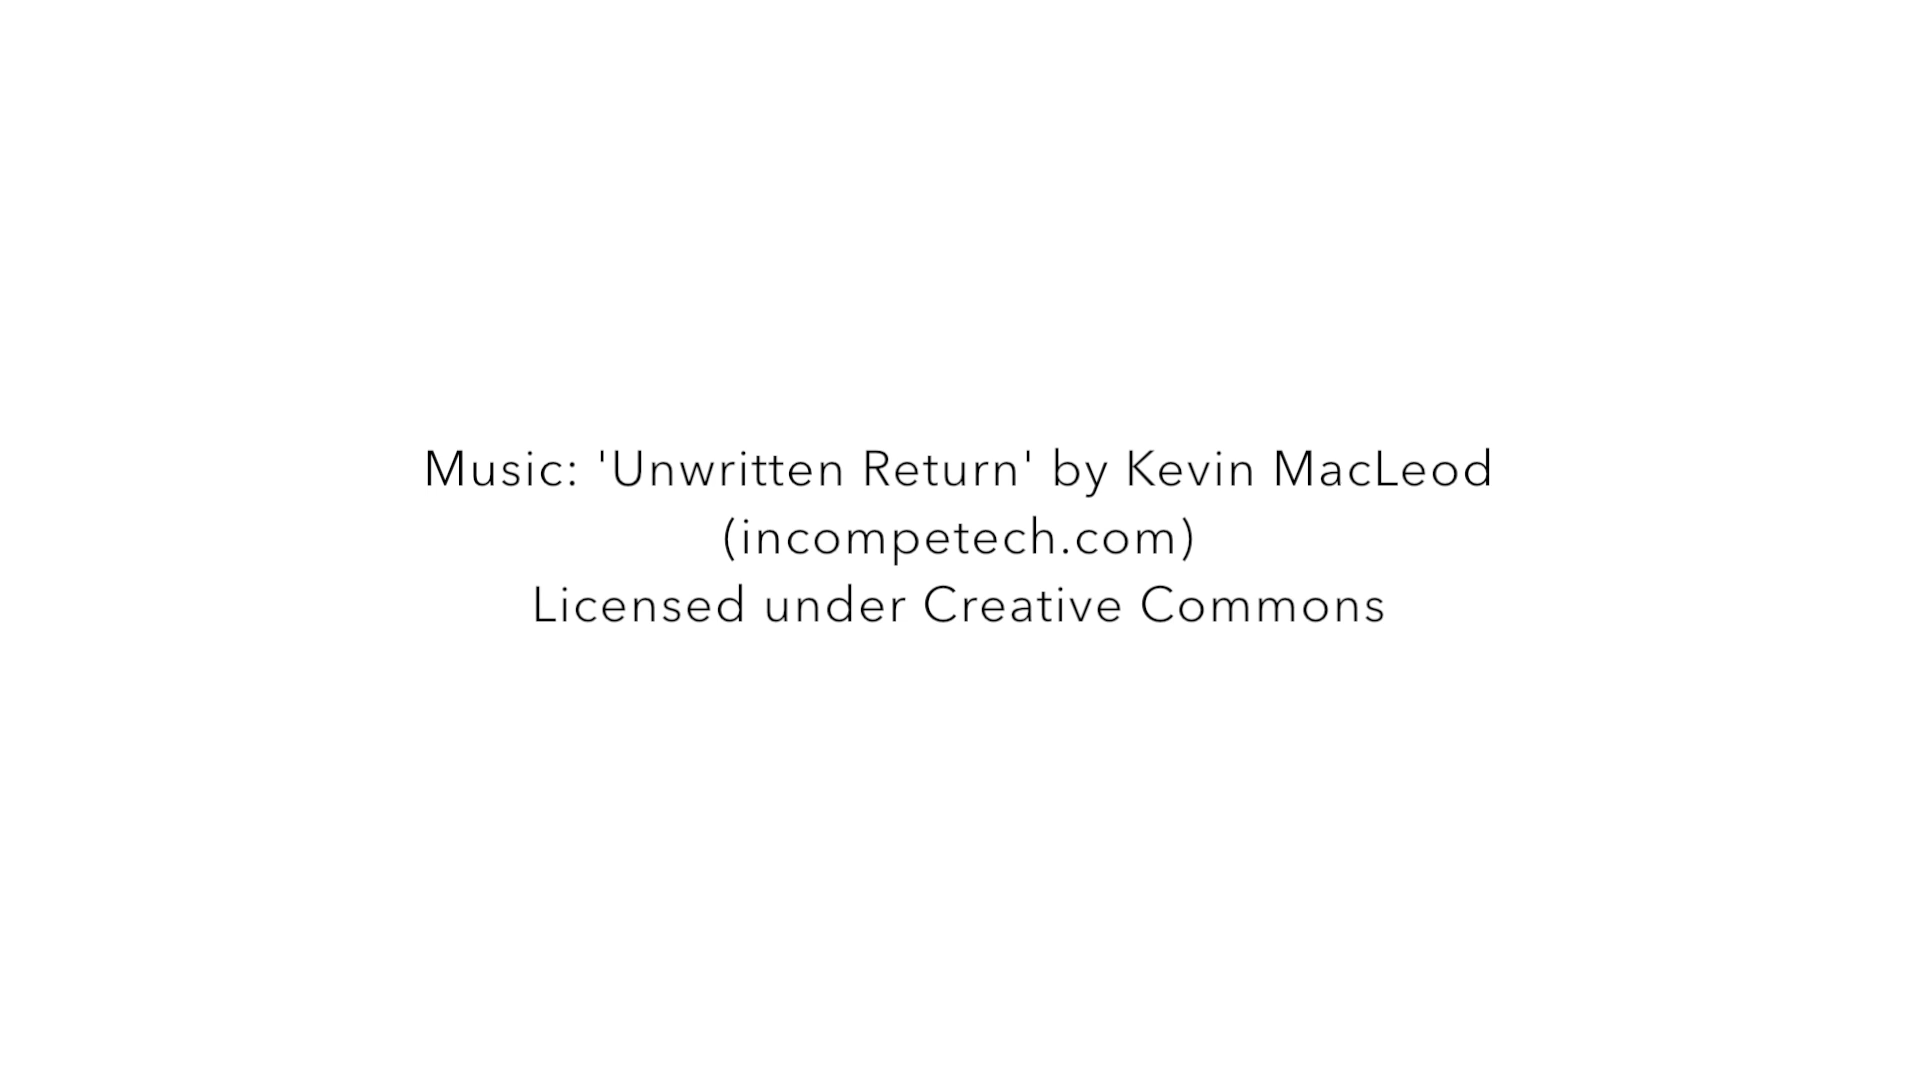 Music: 'Unwritten Return' by Kevin MacLeod
(incompetech.com)
Licensed under Creative Commons